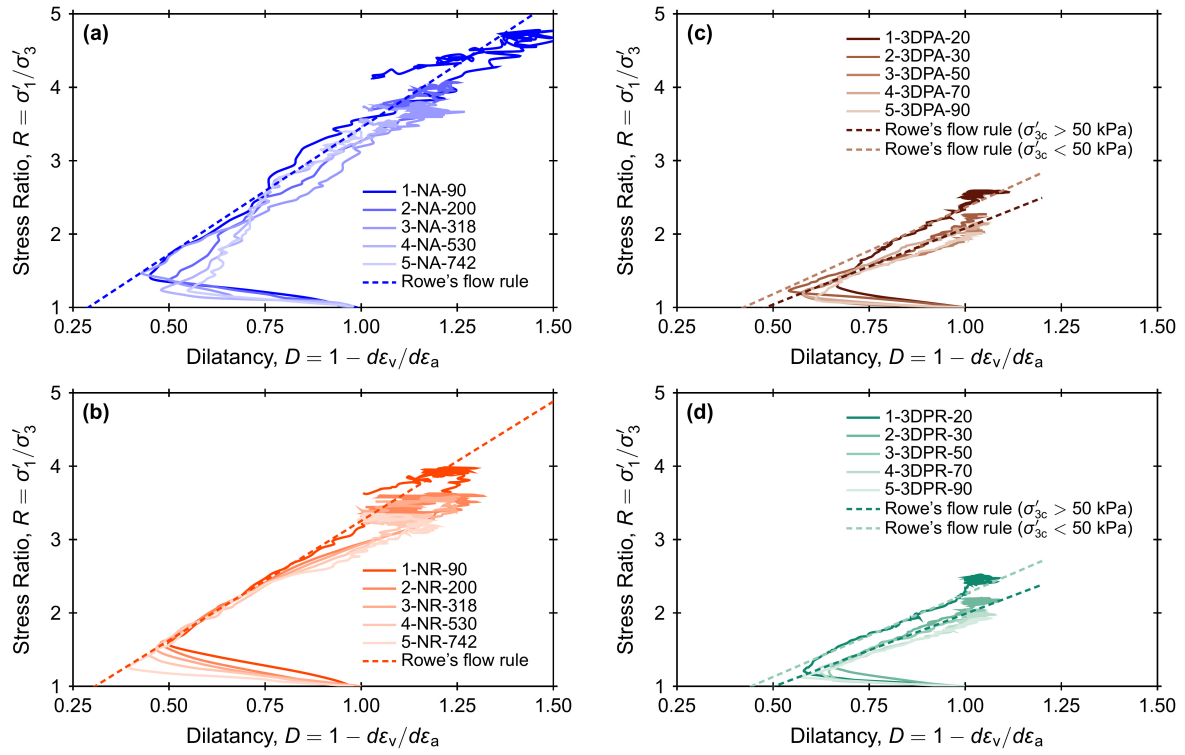 (a)
5
4
3
2
1
Stress Ratio, R = σ′₁/σ′₃
1-NA-90
2-NA-200
3-NA-318
4-NA-530
5-NA-742
Rowe's flow rule
0.25 0.50 0.75 1.00 1.25 1.50
Dilatancy, D = 1 − dεᵥ/dεₐ
(c)
5
4
3
2
1
Stress Ratio, R = σ′₁/σ′₃
1-3DPA-20
2-3DPA-30
3-3DPA-50
4-3DPA-70
5-3DPA-90
Rowe's flow rule (σ′₃c > 50 kPa)
Rowe's flow rule (σ′₃c < 50 kPa)
0.25 0.50 0.75 1.00 1.25 1.50
Dilatancy, D = 1 − dεᵥ/dεₐ
(b)
5
4
3
2
1
Stress Ratio, R = σ′₁/σ′₃
1-NR-90
2-NR-200
3-NR-318
4-NR-530
5-NR-742
Rowe's flow rule
0.25 0.50 0.75 1.00 1.25 1.50
Dilatancy, D = 1 − dεᵥ/dεₐ
(d)
5
4
3
2
1
Stress Ratio, R = σ′₁/σ′₃
1-3DPR-20
2-3DPR-30
3-3DPR-50
4-3DPR-70
5-3DPR-90
Rowe's flow rule (σ′₃c > 50 kPa)
Rowe's flow rule (σ′₃c < 50 kPa)
0.25 0.50 0.75 1.00 1.25 1.50
Dilatancy, D = 1 − dεᵥ/dεₐ